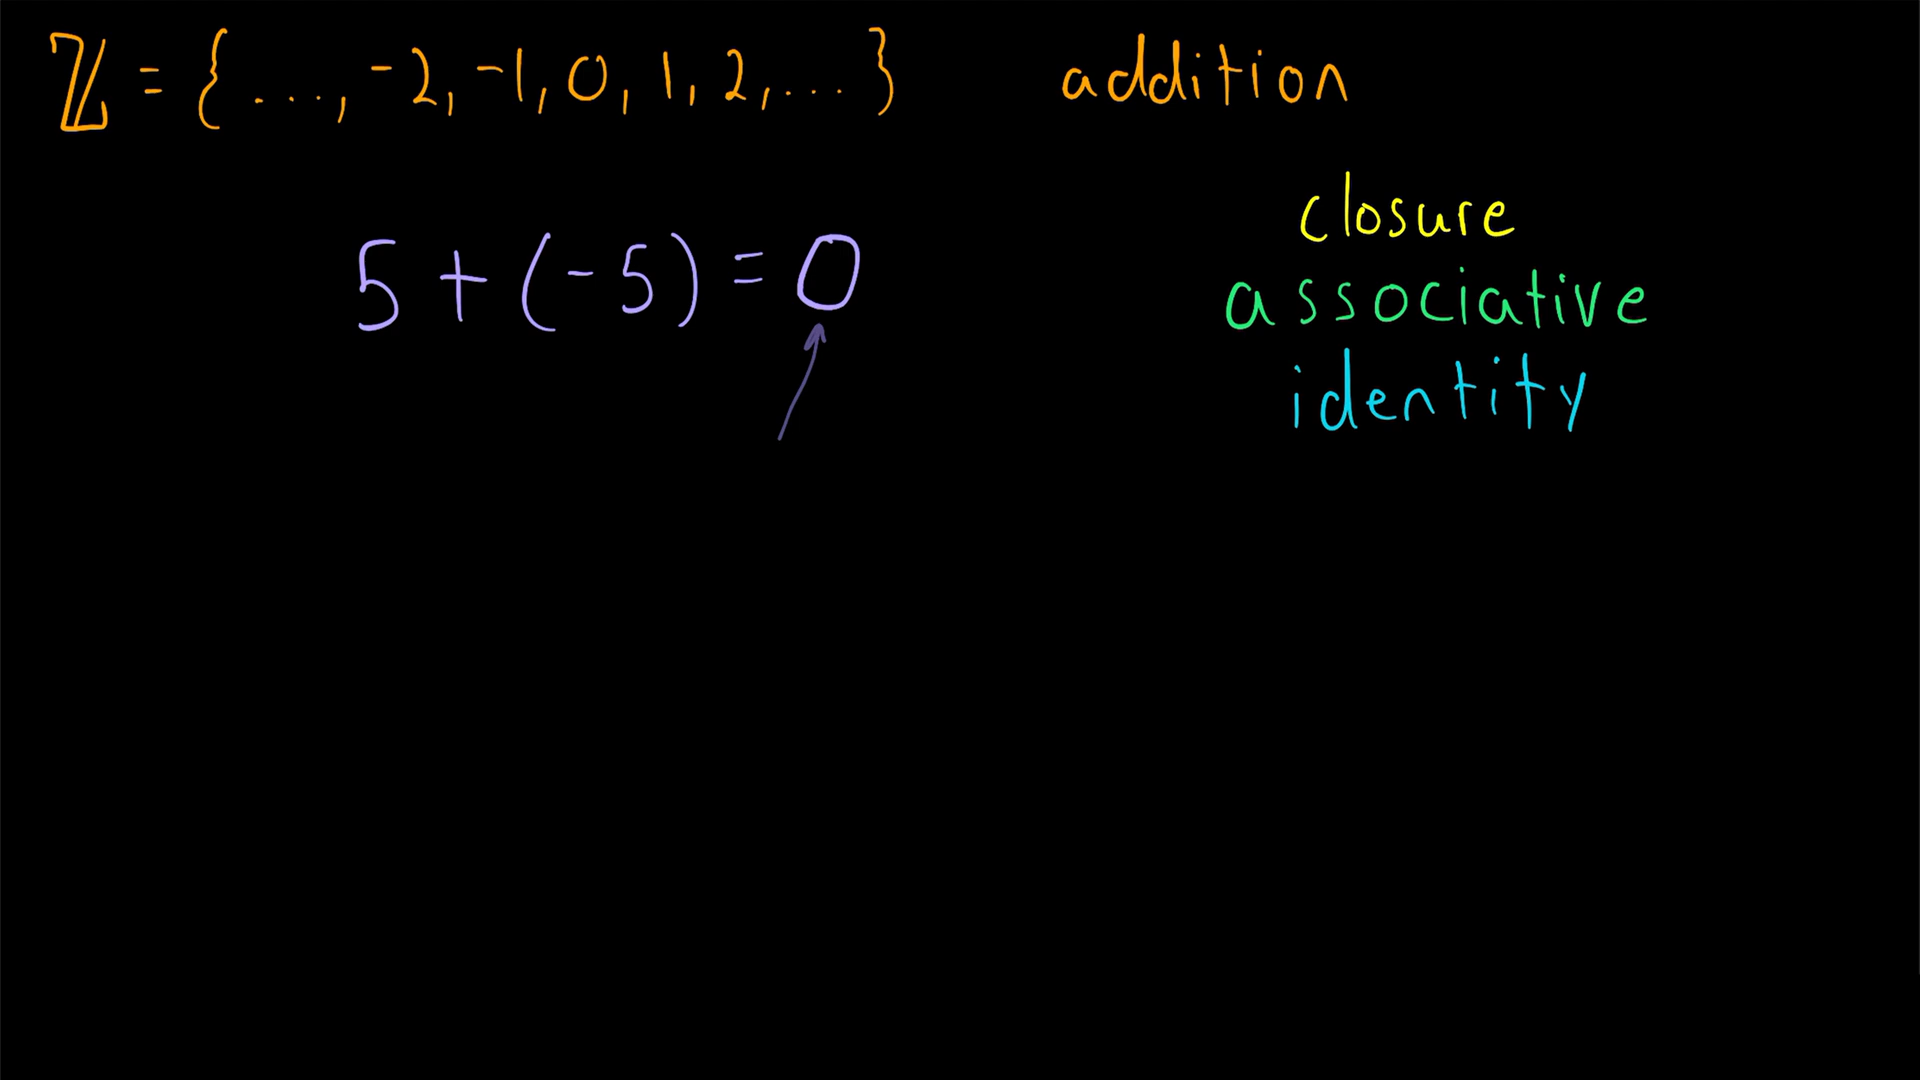 ℤ = {..., -2, -1, 0, 1, 2, ...} addition
closure
5 + (-5) = 0
associative
identity